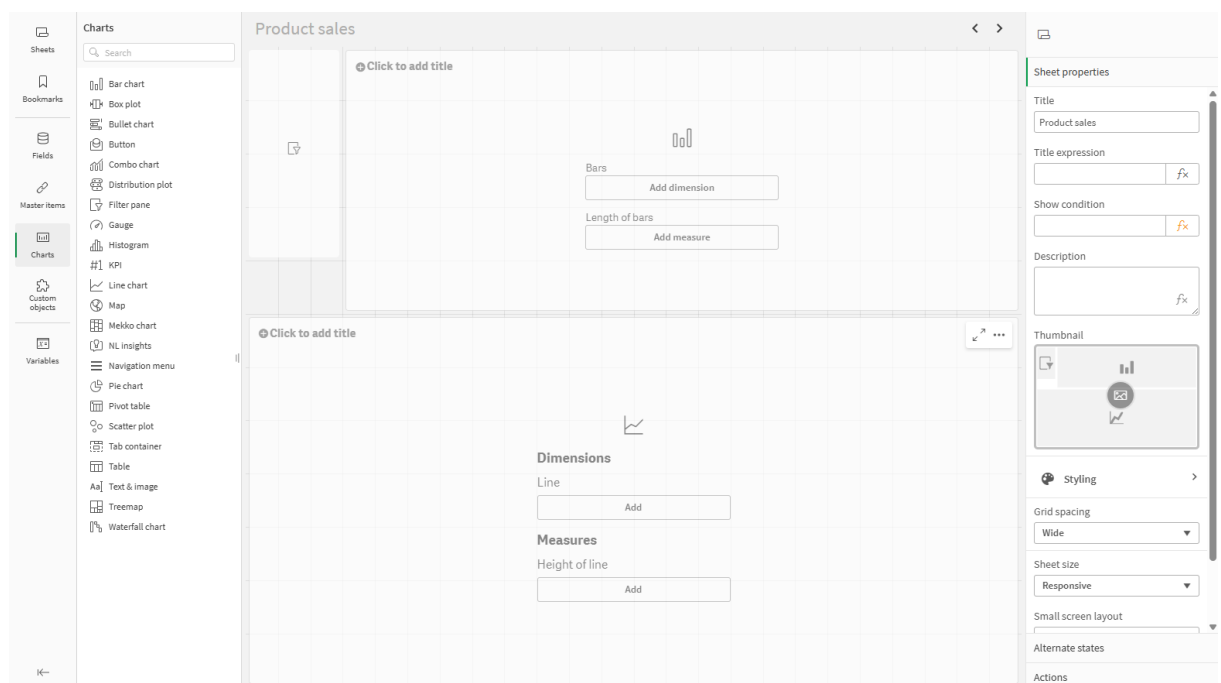 Sheets
Bookmarks
Fields
Master items
Charts
Custom
objects
Variables
Charts
Search
Bar chart
Box plot
Bullet chart
Button
Combo chart
Distribution plot
Filter pane
Gauge
Histogram
#1 KPI
Line chart
Map
Mekko chart
NL insights
Navigation menu
Pie chart
Pivot table
Scatter plot
Tab container
Table
Aa Text & image
Treemap
Waterfall chart
Product sales
Click to add title
Bars
Add dimension
Length of bars
Add measure
Click to add title
Dimensions
Line
Add
Measures
Height of line
Add
Sheet properties
Title
Product sales
Title expression
fx
Show condition
fx
Description
fx
Thumbnail
Styling
Grid spacing
Wide
Sheet size
Responsive
Small screen layout
Alternate states
Actions